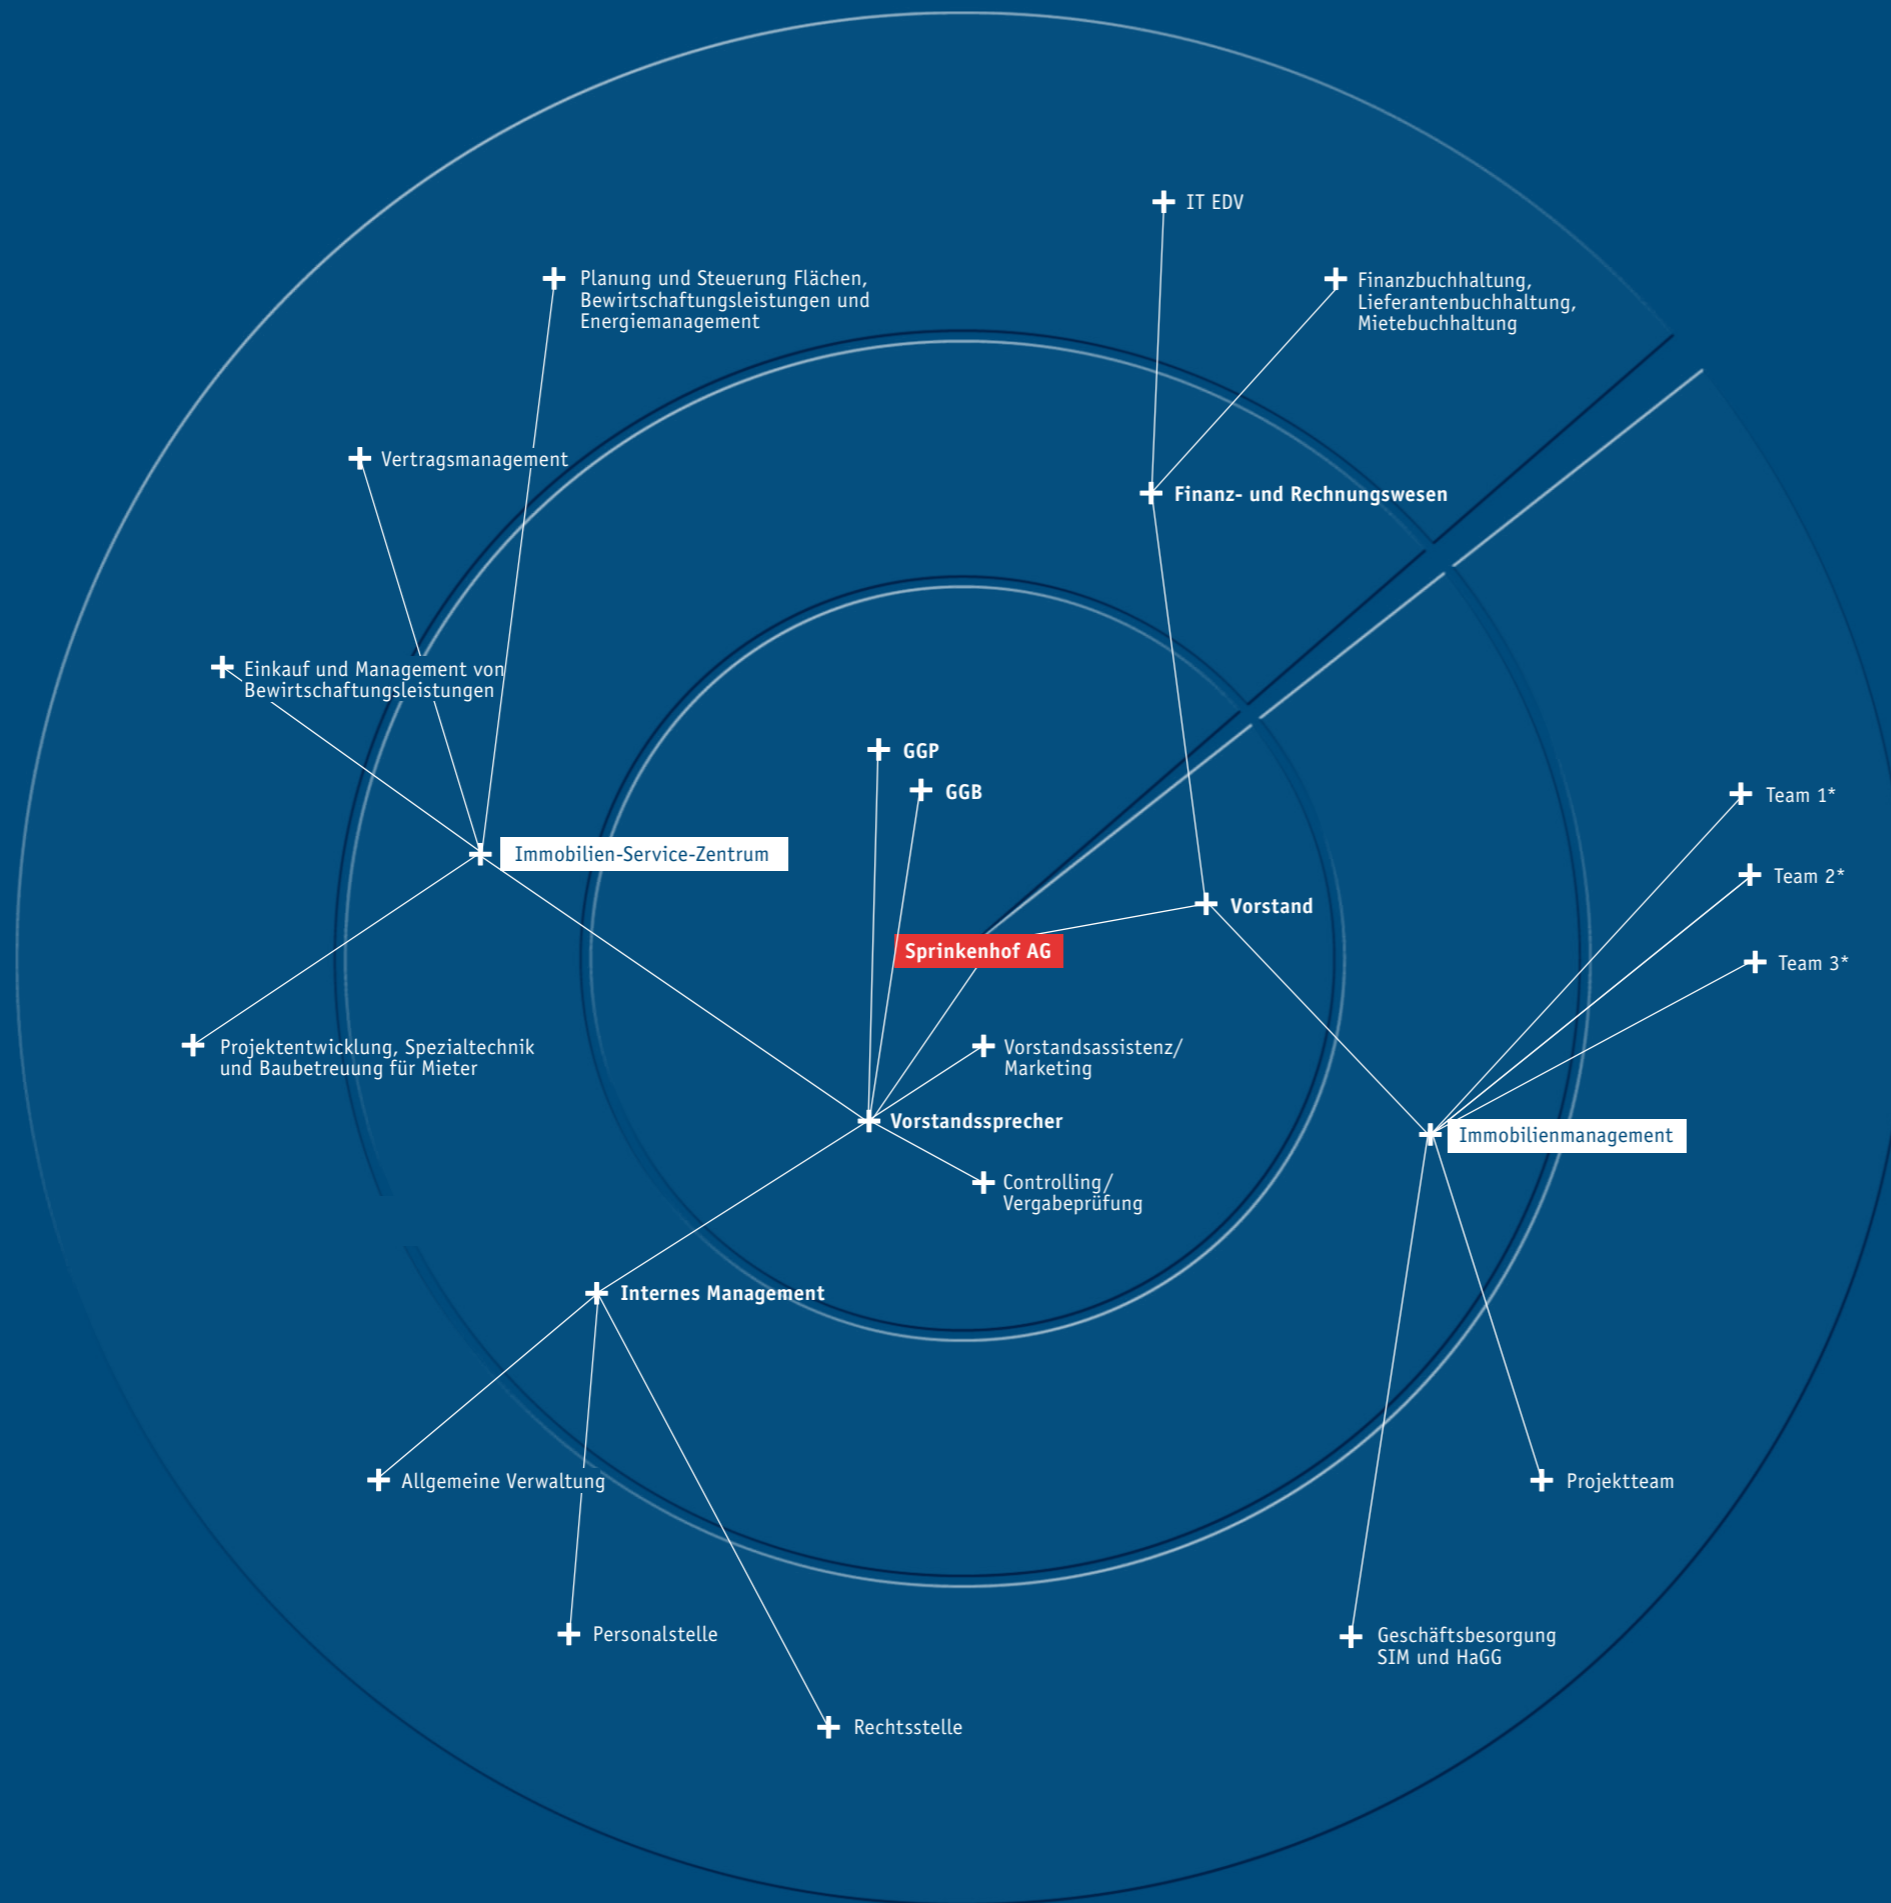 IT EDV
Planung und Steuerung Flächen,
Bewirtschaftungsleistungen und
Energiemanagement
Finanzbuchhaltung,
Lieferantenbuchhaltung,
Mietebuchhaltung
Vertragsmanagement
Finanz- und Rechnungswesen
Einkauf und Management von
Bewirtschaftungsleistungen
GGP
GGB
Team 1*
Immobilien-Service-Zentrum
Team 2*
Vorstand
Sprinkenhof AG
Team 3*
Projektentwicklung, Spezialtechnik
und Baubetreuung für Mieter
Vorstandsassistenz/
Marketing
Vorstandssprecher
Immobilienmanagement
Controlling/
Vergabeprüfung
Internes Management
Allgemeine Verwaltung
Projektteam
Personalstelle
Geschäftsbesorgung
SIM und HaGG
Rechtsstelle